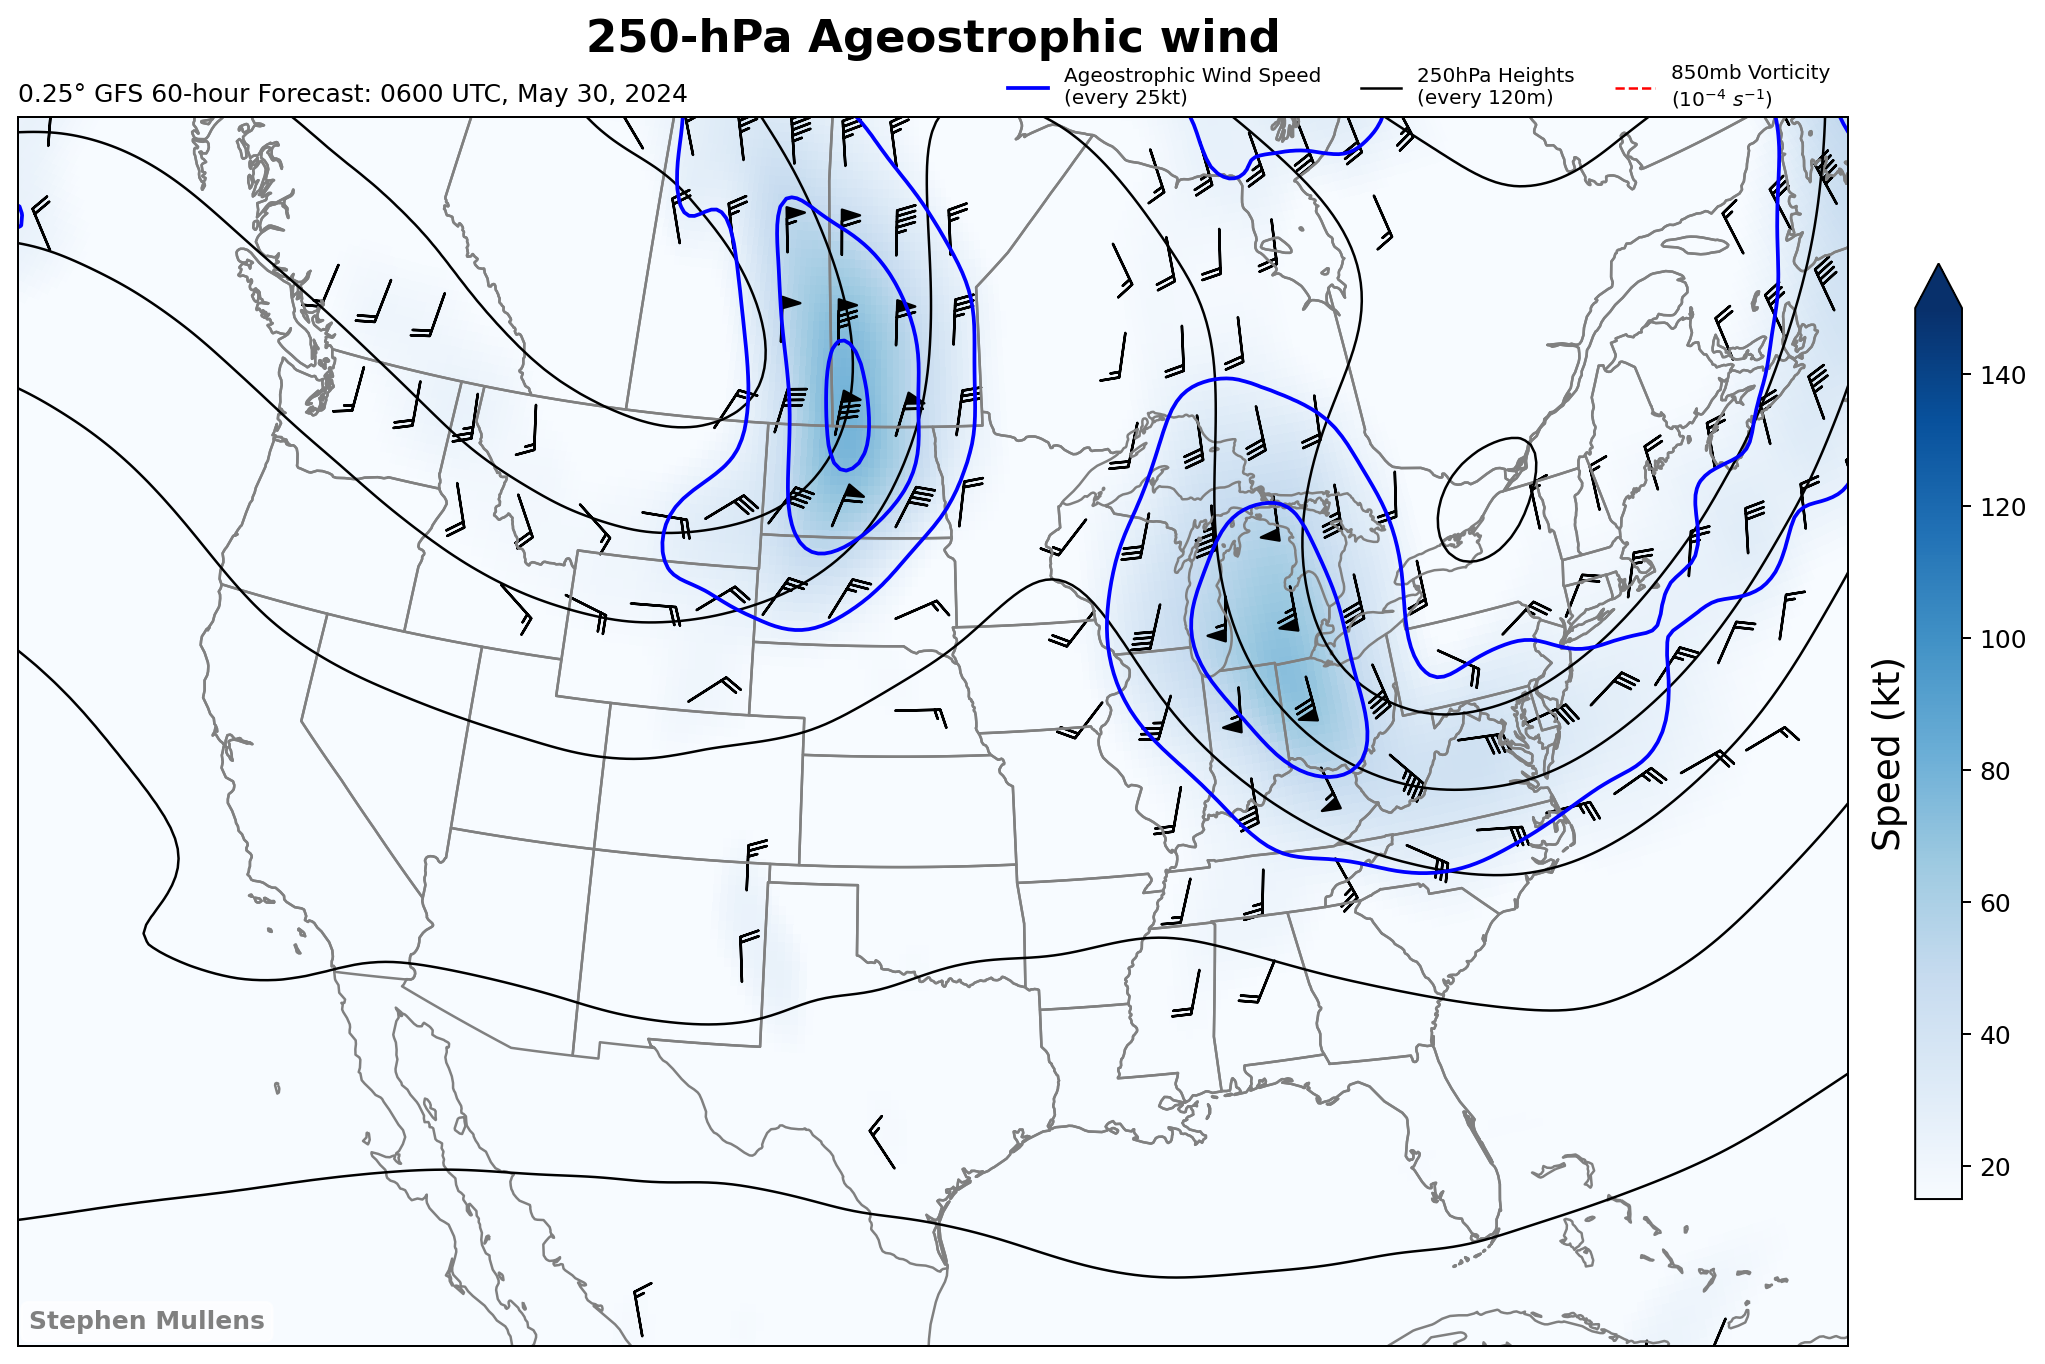 250-hPa Ageostrophic wind
0.25° GFS 60-hour Forecast: 0600 UTC, May 30, 2024
Ageostrophic Wind Speed
(every 25kt)
250hPa Heights
(every 120m)
850mb Vorticity
(10⁻⁴ s⁻¹)
140
120
100
80
60
40
20
Speed (kt)
Stephen Mullens